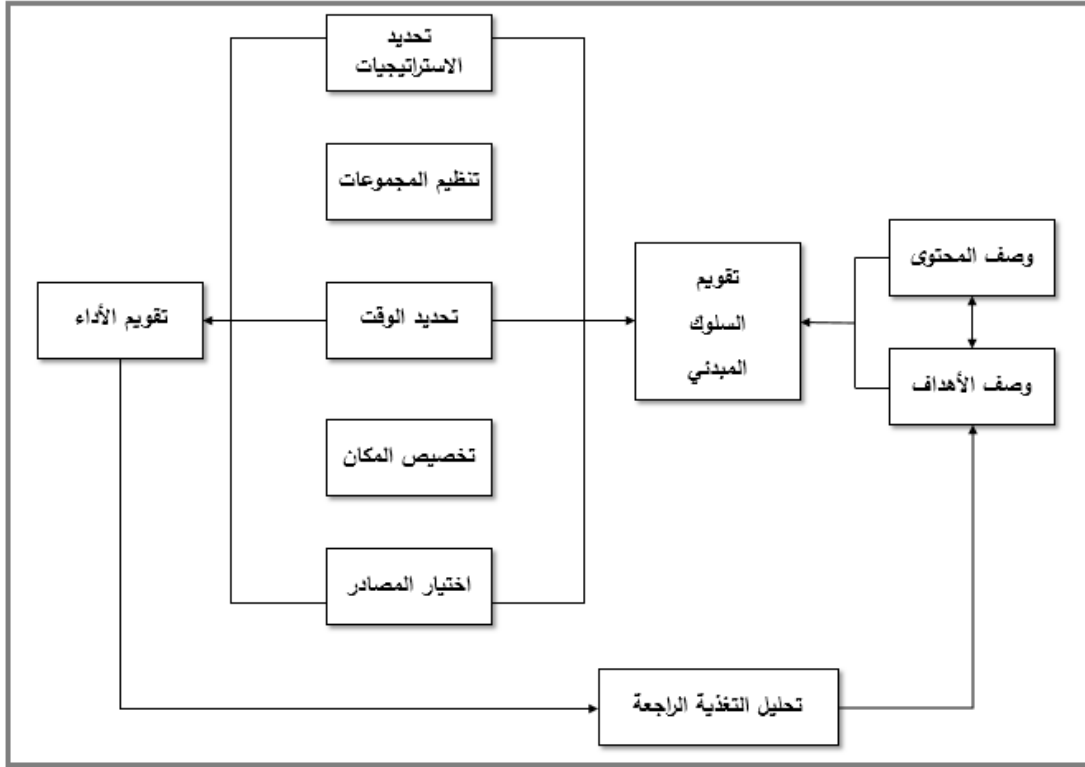 تحديد
الاستراتيجيات
تنظيم المجموعات
وصف المحتوى
تقويم
السلوك
المبدئي
تحديد الوقت
تقويم الأداء
وصف الأهداف
تخصيص المكان
اختيار المصادر
تحليل التغذية الراجعة